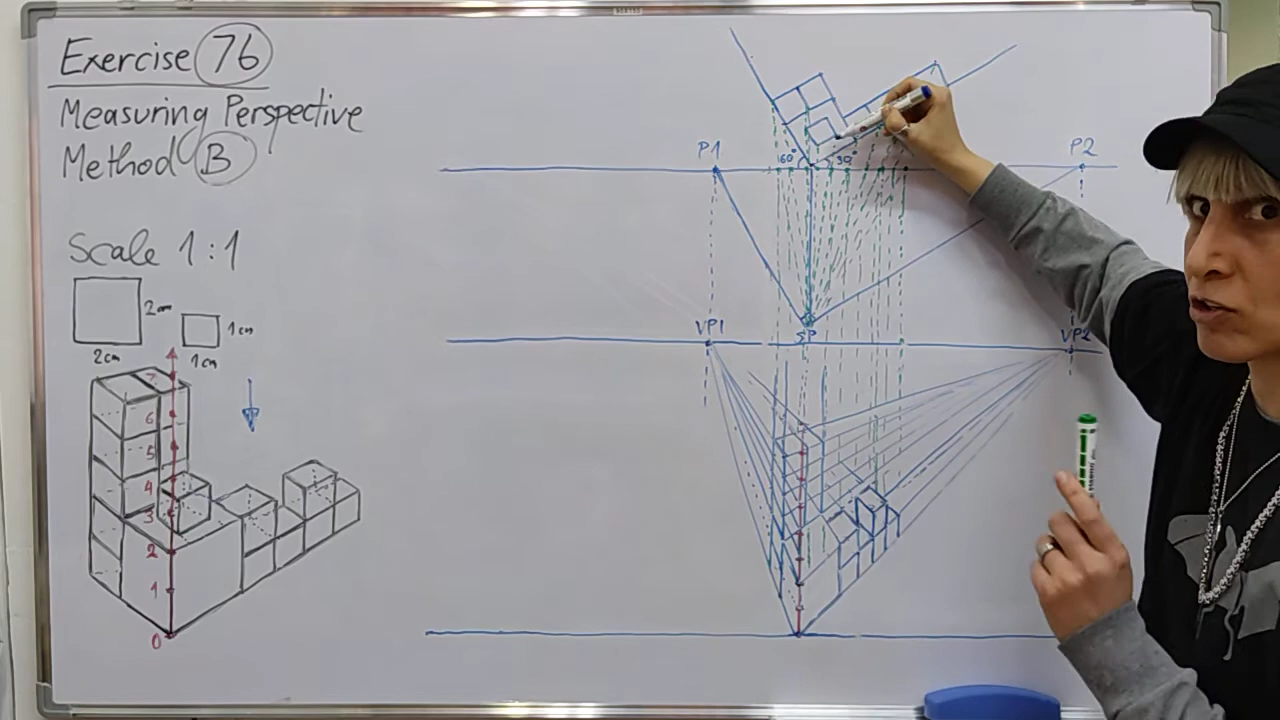 Exercise 76
Measuring Perspective
Method B
Scale 1:1
2cm
1cm
2cm
1cm
7
6
5
4
3
2
1
0
P1
60°
30°
P2
VP1
SP
VP2